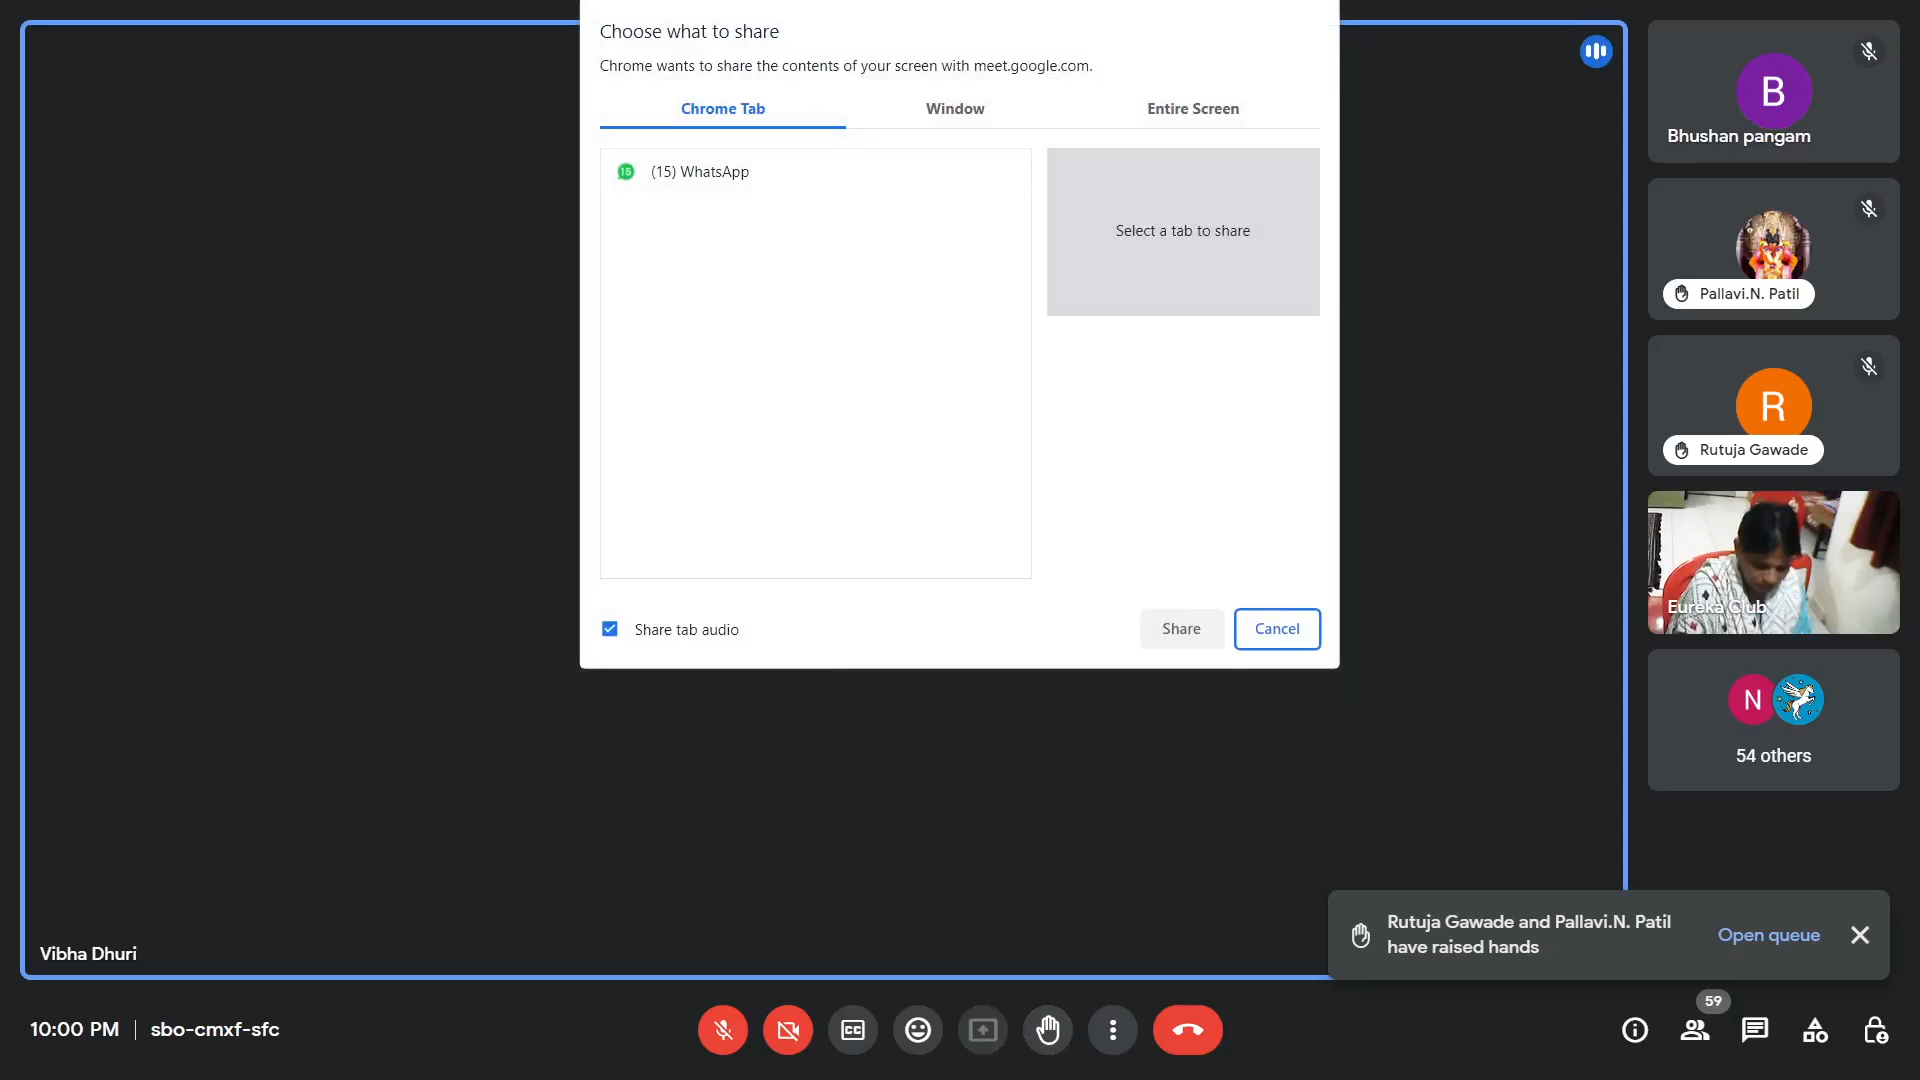 Choose what to share
Chrome wants to share the contents of your screen with meet.google.com.
Chrome Tab
Window
Entire Screen
15
(15) WhatsApp
Select a tab to share
Share tab audio
Share
Cancel
B
Bhushan pangam
Pallavi.N. Patil
R
Rutuja Gawade
Eureka Club
N
54 others
Vibha Dhuri
Rutuja Gawade and Pallavi.N. Patil
have raised hands
Open queue
10:00 PM
sbo-cmxf-sfc
CC
59